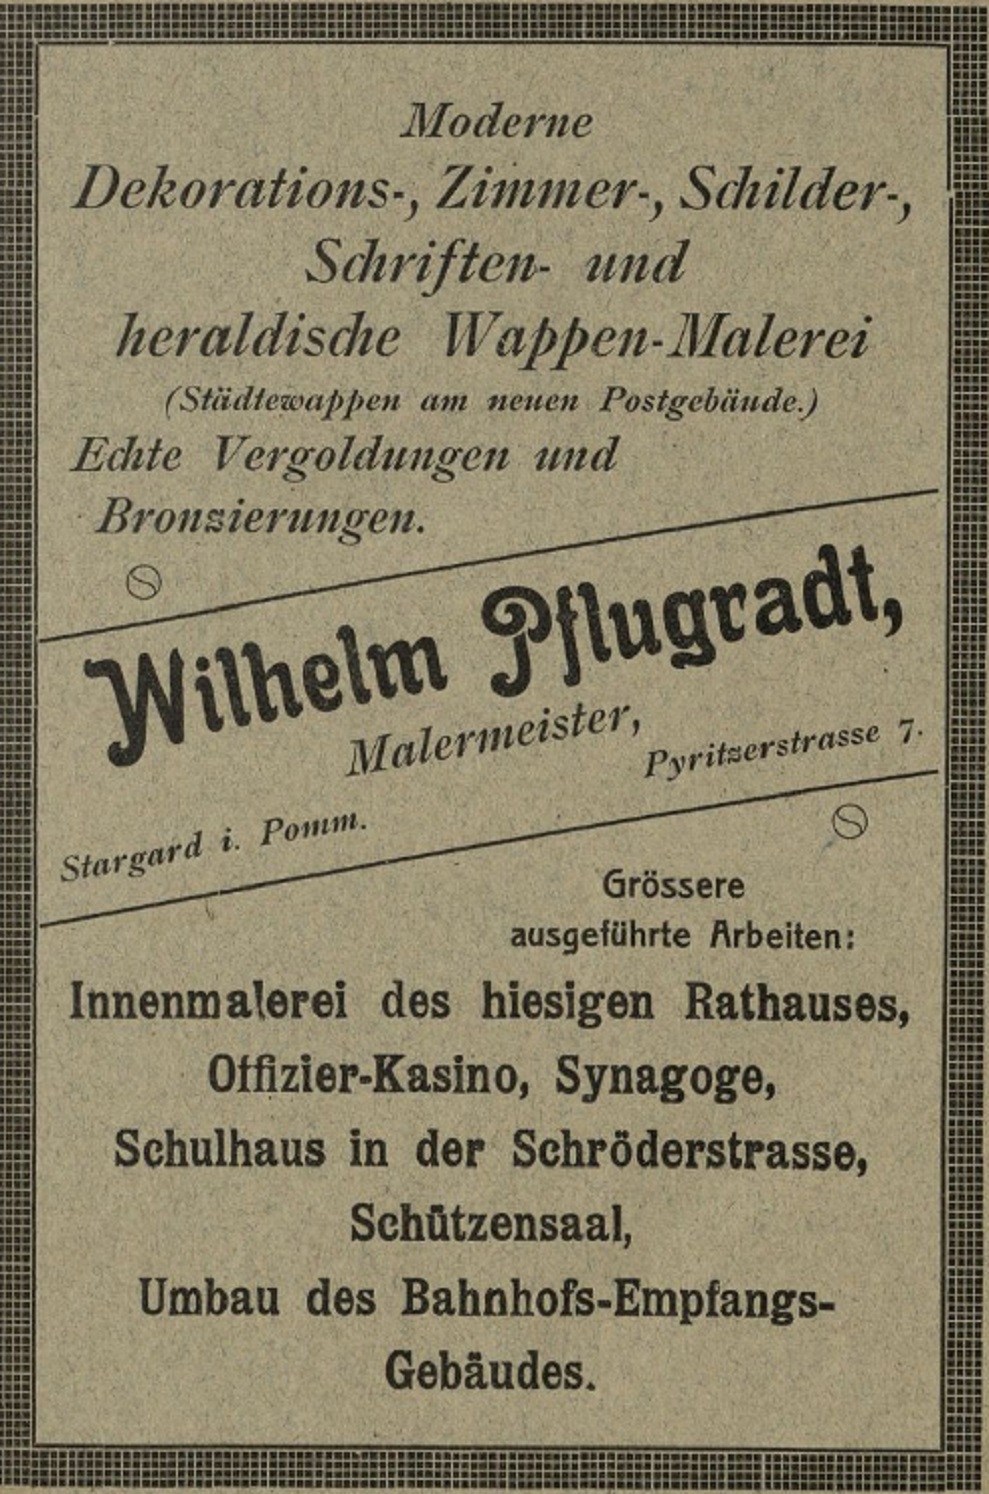 Moderne
Dekorations-, Zimmer-, Schilder-,
Schriften- und
heraldische Wappen-Malerei
(Städtewappen am neuen Postgebäude.)
Echte Vergoldungen und
Bronzierungen.
Wilhelm Pflugradt,
Malermeister,
Pyritzerstrasse 7.
Stargard i. Pomm.
Grössere
ausgeführte Arbeiten:
Innenmalerei des hiesigen Rathauses,
Offizier-Kasino, Synagoge,
Schulhaus in der Schröderstrasse,
Schützensaal,
Umbau des Bahnhofs-Empfangs-
Gebäudes.